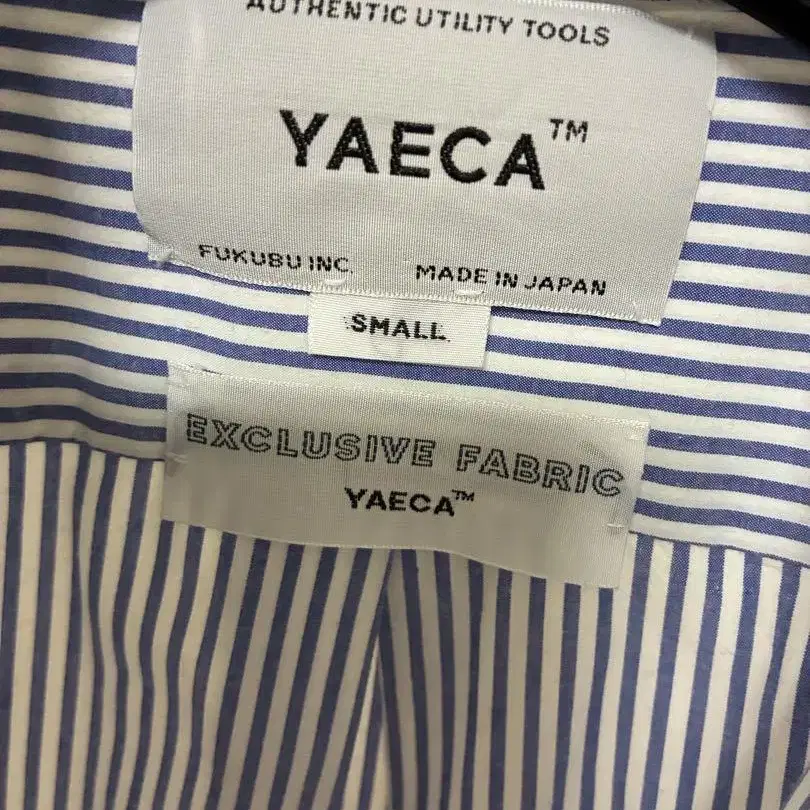 AUTHENTIC UTILITY TOOLS
YAECA™
FUKUBU INC. MADE IN JAPAN
SMALL
EXCLUSIVE FABRIC
YAECA™